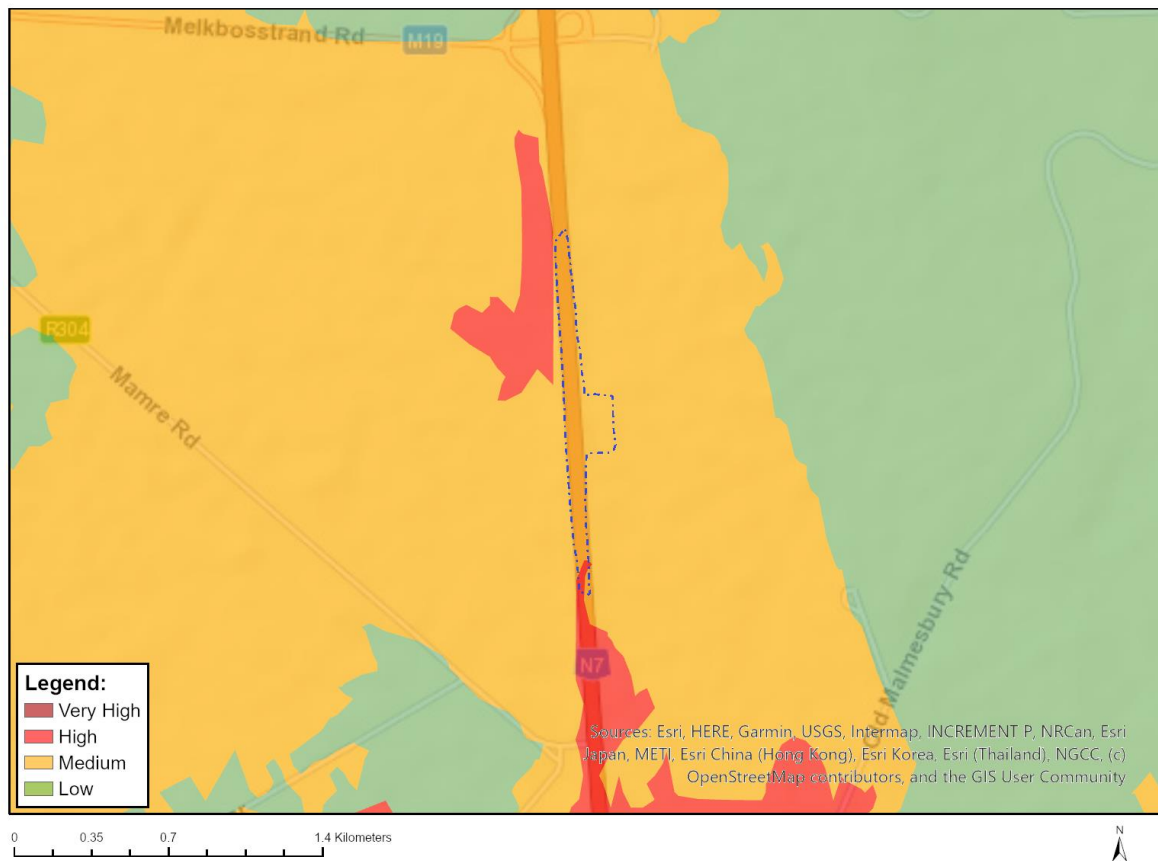 Melkbosstrand Rd
M19
R304
Mamre Rd
Old Malmesbury Rd
N7
Legend:
Very High
High
Medium
Low
Sources: Esri, HERE, Garmin, USGS, Intermap, INCREMENT P, NRCan, Esri
Japan, METI, Esri China (Hong Kong), Esri Korea, Esri (Thailand), NGCC, (c)
OpenStreetMap contributors, and the GIS User Community
0 0.35 0.7 1.4 Kilometers
N